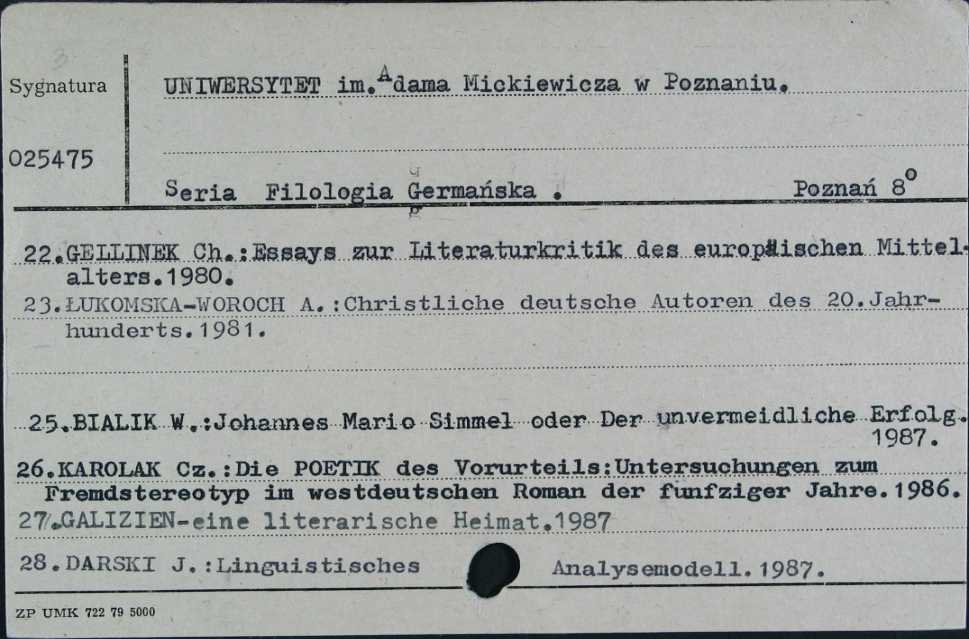 Sygnatura
UNIWERSYTET im. Adama Mickiewicza w Poznaniu.
025475
Seria Filologia Germańska .
Poznań 8º
22. GELLINEK Ch.:Essays zur Literaturkritik des europäischen Mittel-
alters.1980.
23. ŁUKOMSKA-WOROCH A.:Christliche deutsche Autoren des 20.Jahr-
hunderts.1981.
25.BIALIK W.:Johannes Mario Simmel oder Der unvermeidliche Erfolg.
1987.
26.KAROLAK Cz.:Die POETIK des Vorurteils:Untersuchungen zum
Fremdstereotyp im westdeutschen Roman der funfziger Jahre.1986.
27.GALIZIEN-eine literarische Heimat.1987
28.DARSKI J.:Linguistisches Analysemodell.1987.
ZP UMK 722 79 5000